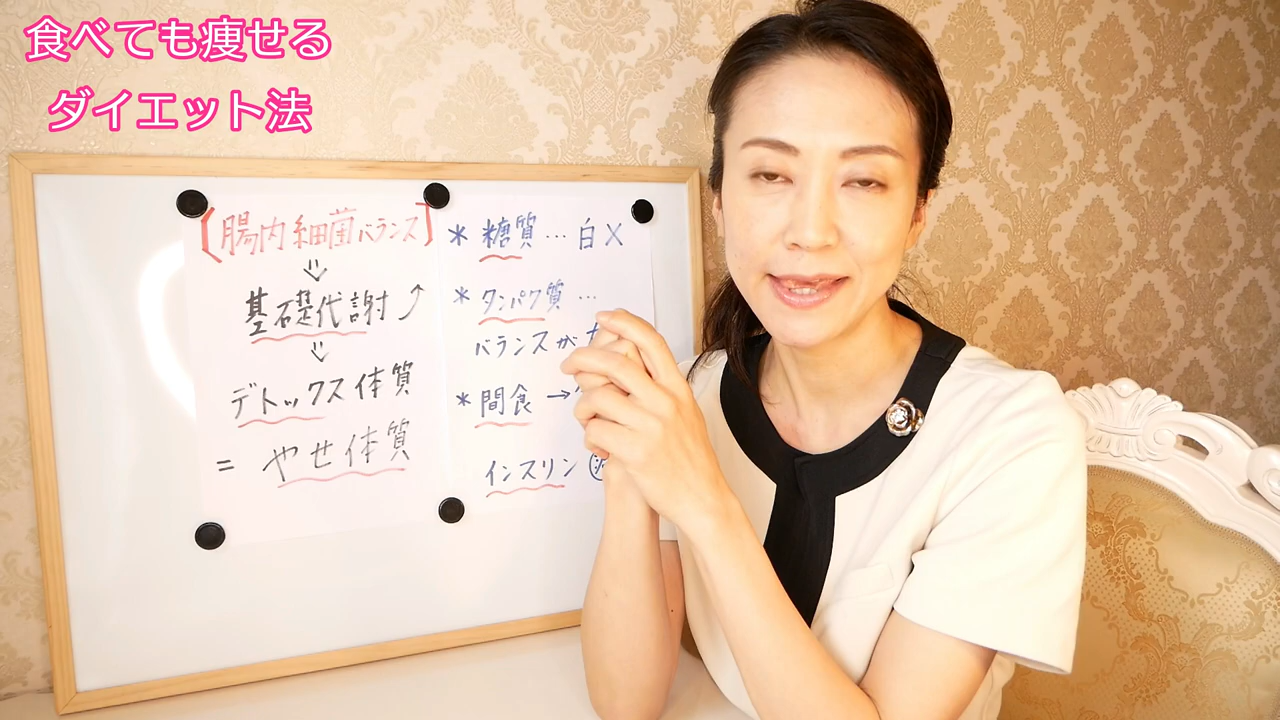 食べても痩せる
ダイエット法
【腸内細菌バランス】
⇓
基礎代謝⤴
⇓
デトックス体質
= やせ体質
* 糖質…白X
* タンパク質…
バランスが
* 間食→
インスリン